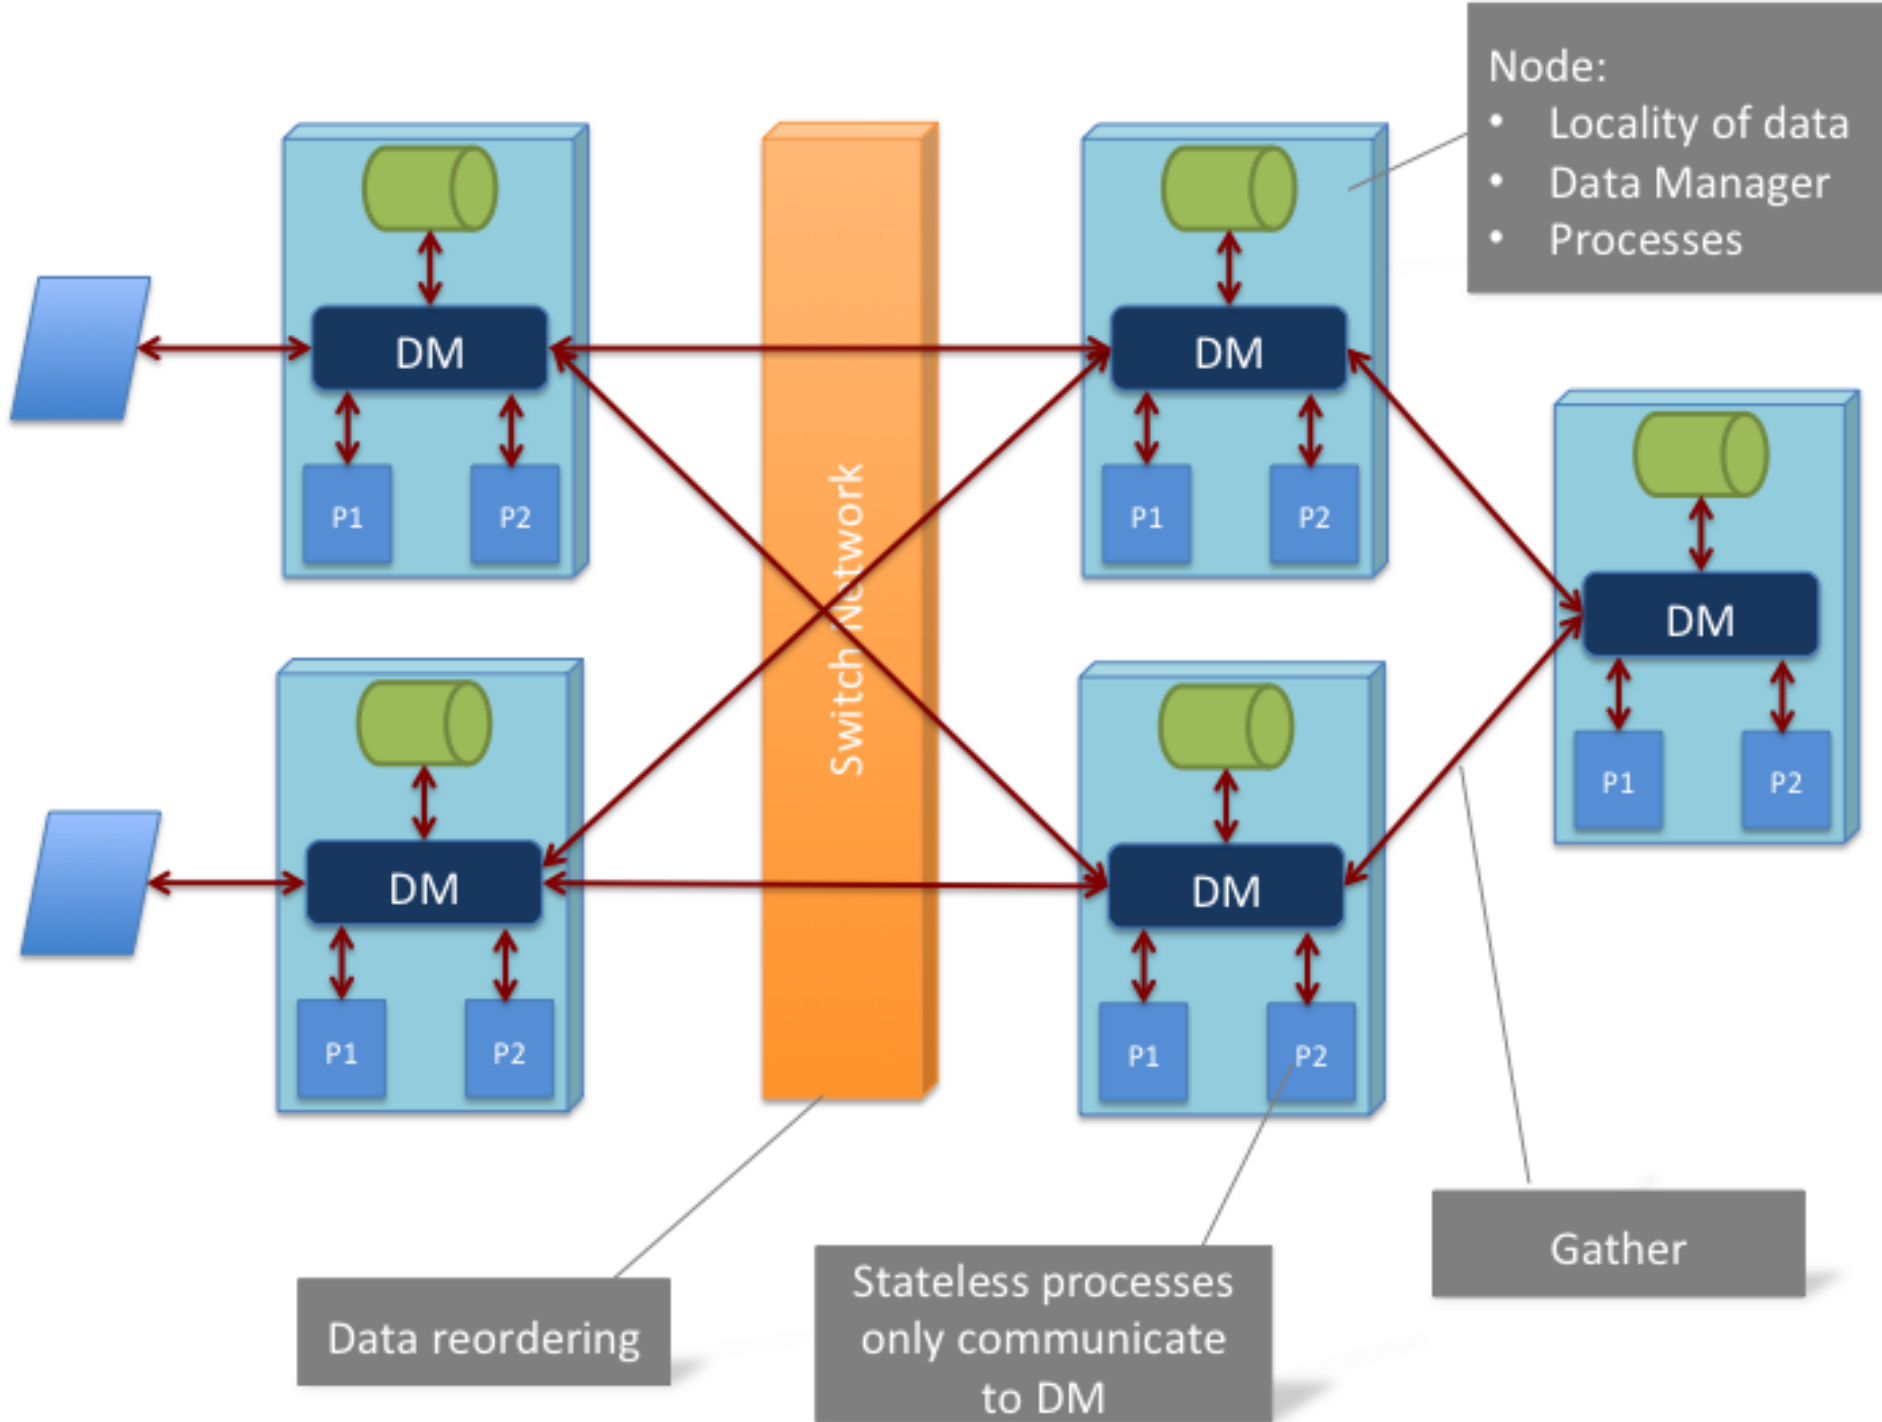 Node:
• Locality of data
• Data Manager
• Processes
DM
P1 P2
DM
P1 P2
DM
P1 P2
Switch Network
DM
P1 P2
DM
P1 P2
Data reordering
Stateless processes
only communicate
to DM
Gather